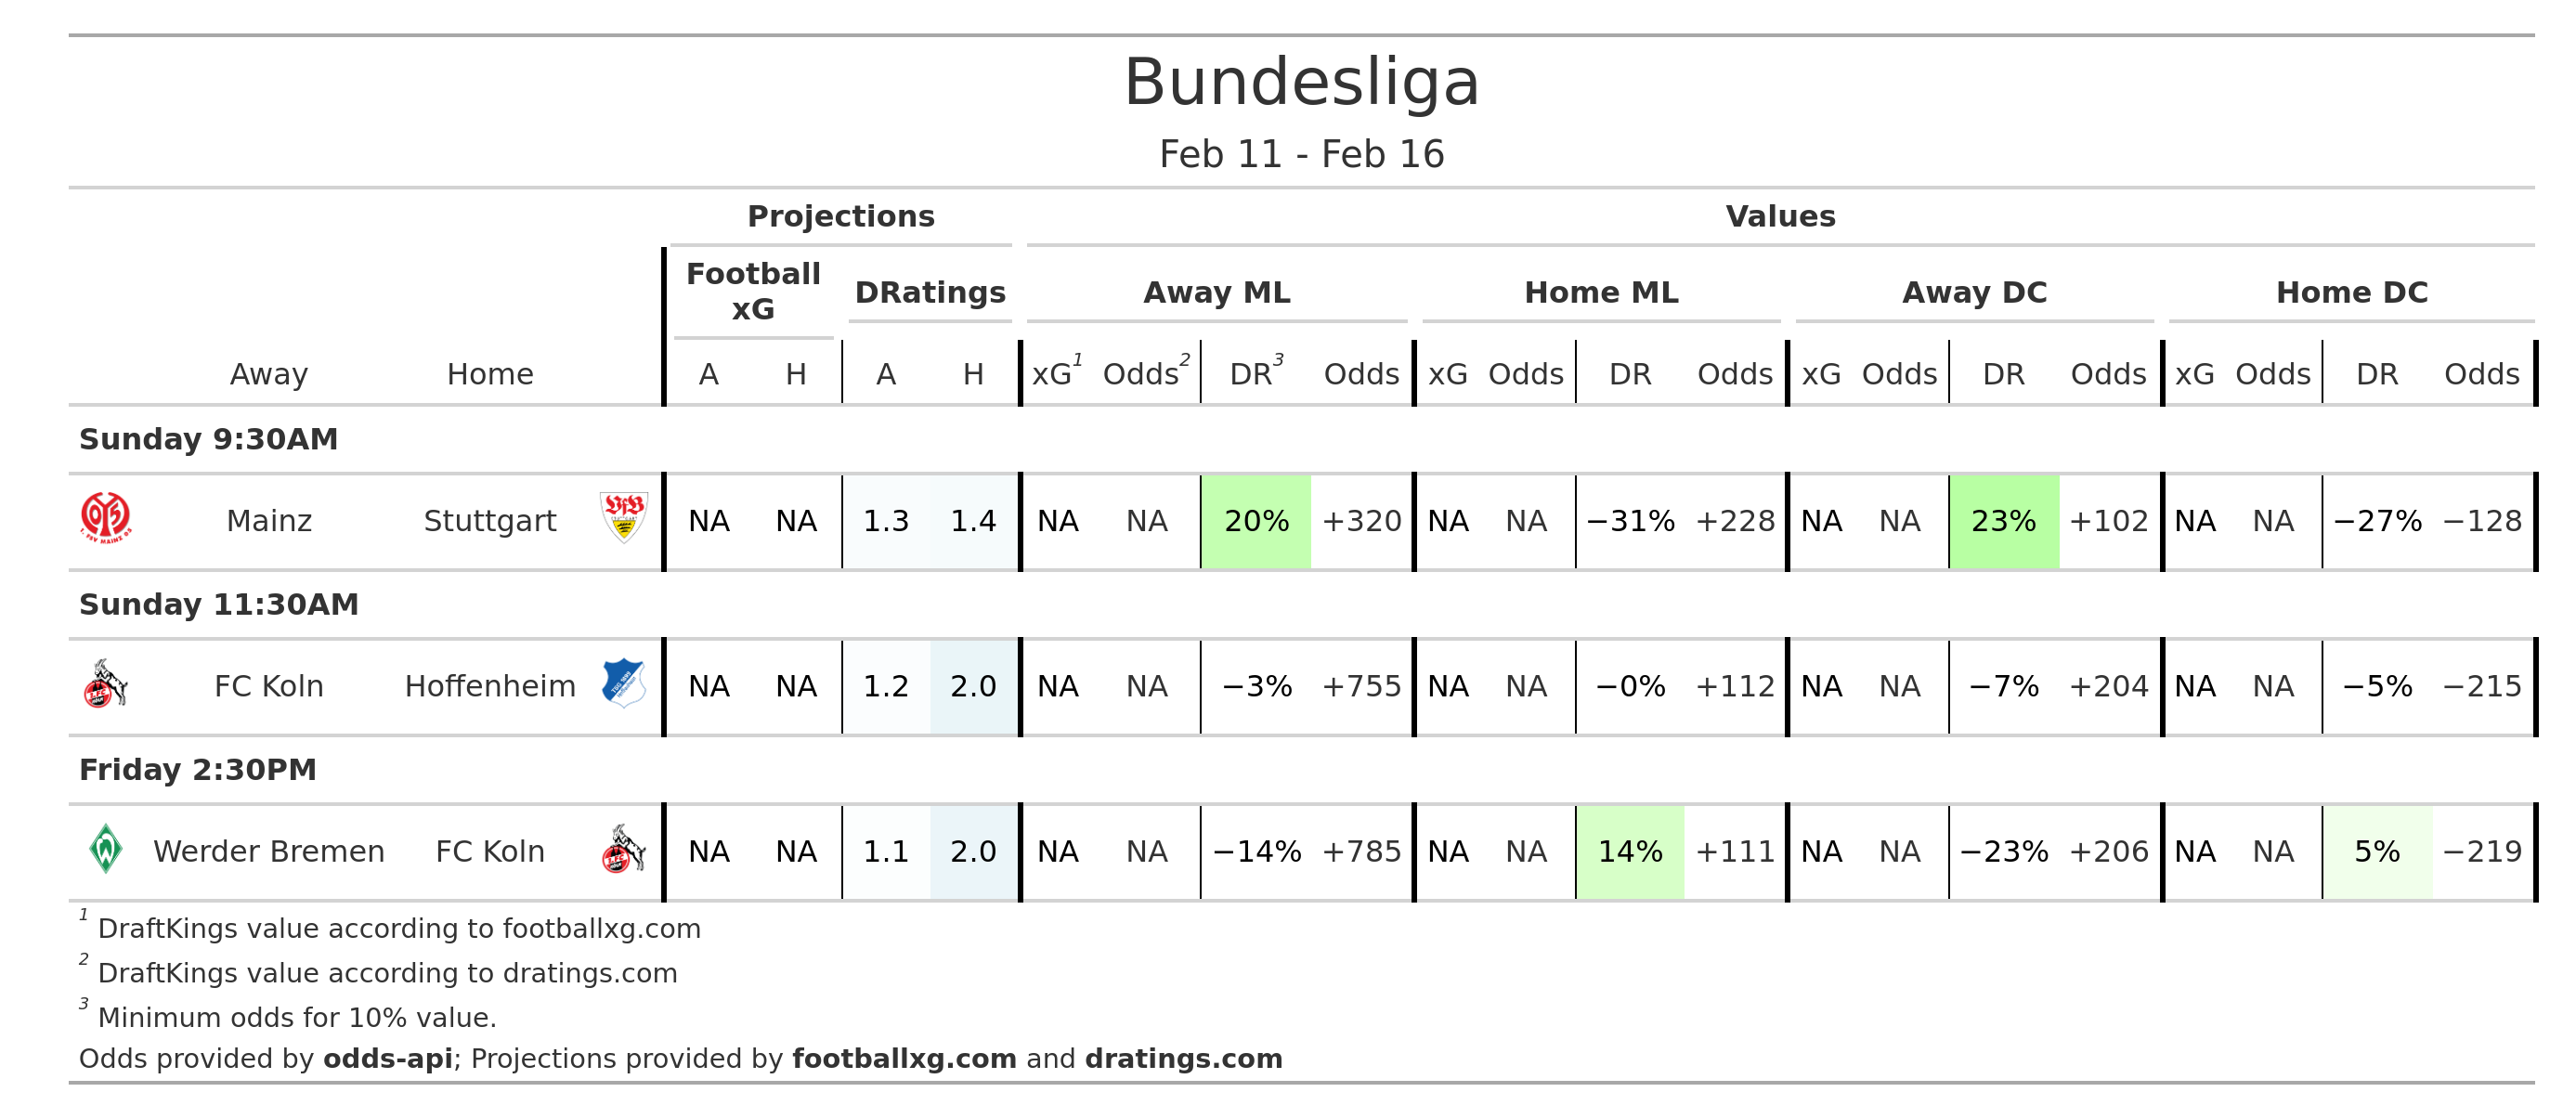 Bundesliga
Feb 11 - Feb 16
Projections Values
Football xG DRatings Away ML Home ML Away DC Home DC
Away Home A H A H xG1 Odds2 DR3 Odds xG Odds DR Odds xG Odds DR Odds xG Odds DR Odds
Sunday 9:30AM
Mainz Stuttgart NA NA 1.3 1.4 NA NA 20% +320 NA NA −31% +228 NA NA 23% +102 NA NA −27% −128
Sunday 11:30AM
FC Koln Hoffenheim NA NA 1.2 2.0 NA NA −3% +755 NA NA −0% +112 NA NA −7% +204 NA NA −5% −215
Friday 2:30PM
Werder Bremen FC Koln NA NA 1.1 2.0 NA NA −14% +785 NA NA 14% +111 NA NA −23% +206 NA NA 5% −219
1 DraftKings value according to footballxg.com
2 DraftKings value according to dratings.com
3 Minimum odds for 10% value.
Odds provided by odds-api; Projections provided by footballxg.com and dratings.com